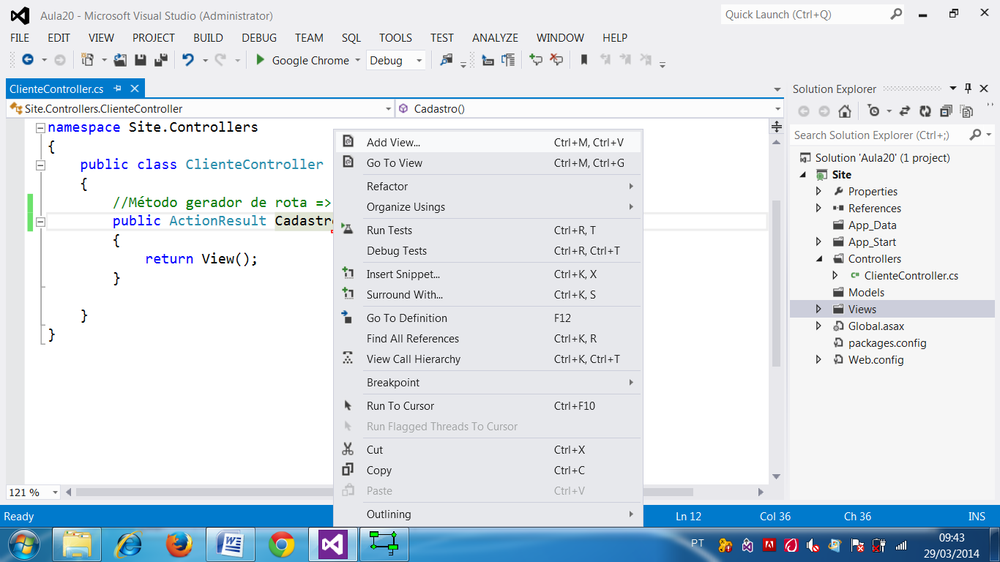 Aula20 - Microsoft Visual Studio (Administrator)
Quick Launch (Ctrl+Q)
FILE EDIT VIEW PROJECT BUILD DEBUG TEAM SQL TOOLS TEST ANALYZE WINDOW HELP
Google Chrome Debug
ClienteController.cs
Site.Controllers.ClienteController Cadastro()
namespace Site.Controllers
{
public class ClienteController
{
//Método gerador de rota =>
public ActionResult Cadastro
{
return View();
}
}
}
121 %
Add View... Ctrl+M, Ctrl+V
Go To View Ctrl+M, Ctrl+G
Refactor
Organize Usings
Run Tests Ctrl+R, T
Debug Tests Ctrl+R, Ctrl+T
Insert Snippet... Ctrl+K, X
Surround With... Ctrl+K, S
Go To Definition F12
Find All References Ctrl+K, R
View Call Hierarchy Ctrl+K, Ctrl+T
Breakpoint
Run To Cursor Ctrl+F10
Run Flagged Threads To Cursor
Cut Ctrl+X
Copy Ctrl+C
Paste Ctrl+V
Outlining
Solution Explorer
Search Solution Explorer (Ctrl+;)
Solution 'Aula20' (1 project)
Site
Properties
References
App_Data
App_Start
Controllers
C# ClienteController.cs
Models
Views
Global.asax
packages.config
Web.config
Ready Ln 12 Col 36 Ch 36 INS
PT
09:43
29/03/2014